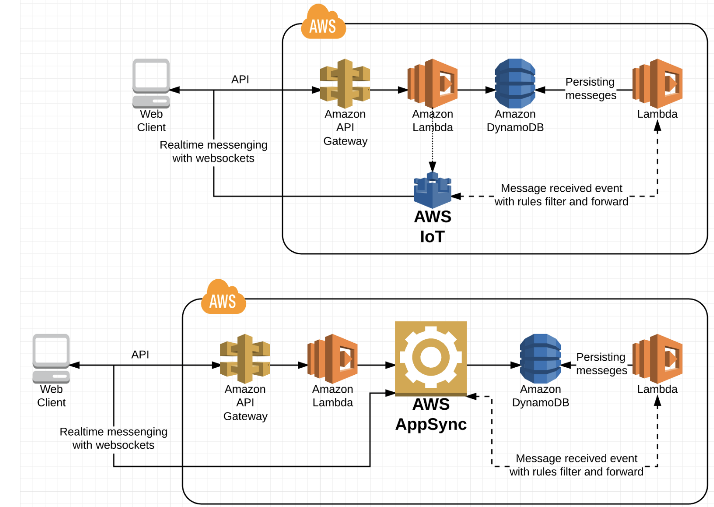 AWS
API
Persisting
messeges
Web
Client
Amazon
API
Gateway
Amazon
Lambda
Amazon
DynamoDB
Lambda
Realtime messenging
with websockets
Message received event
with rules filter and forward
AWS
IoT
AWS
API
Persisting
messeges
Web
Client
Amazon
API
Gateway
Amazon
Lambda
AWS
AppSync
Amazon
DynamoDB
Lambda
Realtime messenging
with websockets
Message received event
with rules filter and forward